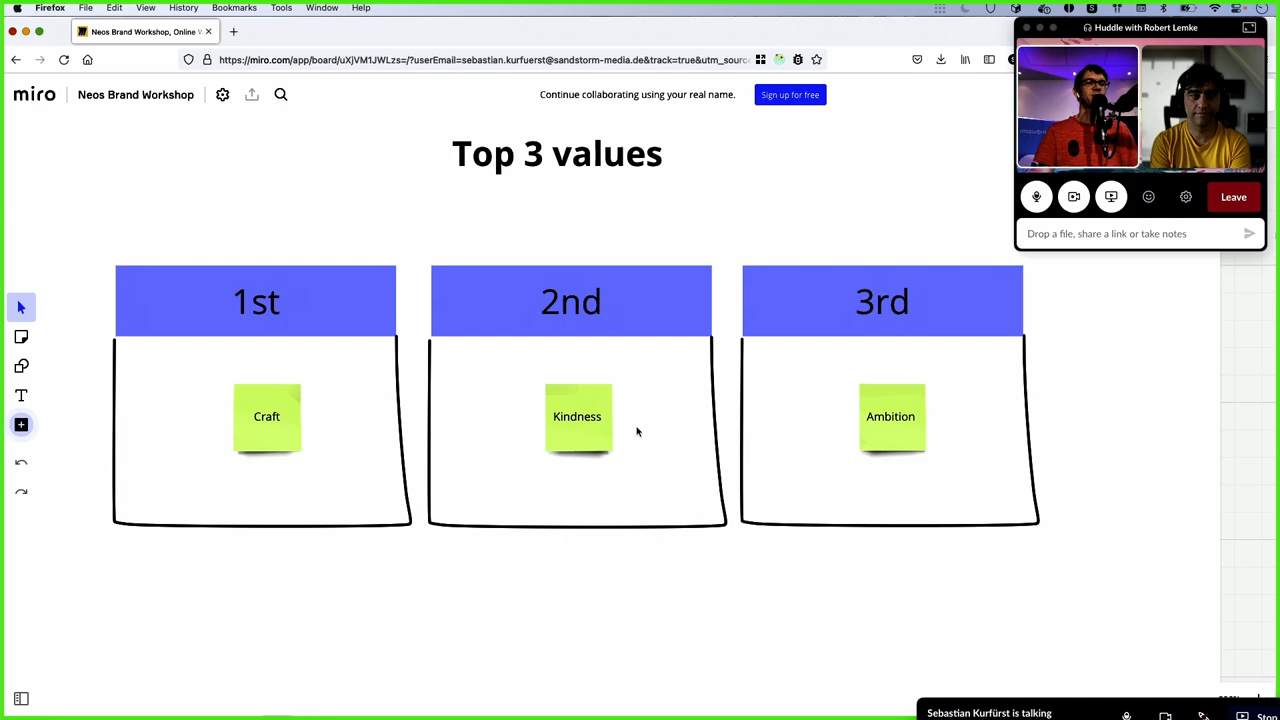 Firefox File Edit View History Bookmarks Tools Window Help
Huddle with Robert Lemke
Neos Brand Workshop, Online
https://miro.com/app/board/uXjVM1JWLzs=/?userEmail=sebastian.kurfuerst@sandstorm-media.de&track=true&utm_sourc
miro Neos Brand Workshop
Continue collaborating using your real name. Sign up for free
Top 3 values
Leave
Drop a file, share a link or take notes
1st 2nd 3rd
Craft Kindness Ambition
Sebastian Kurfürst is talking